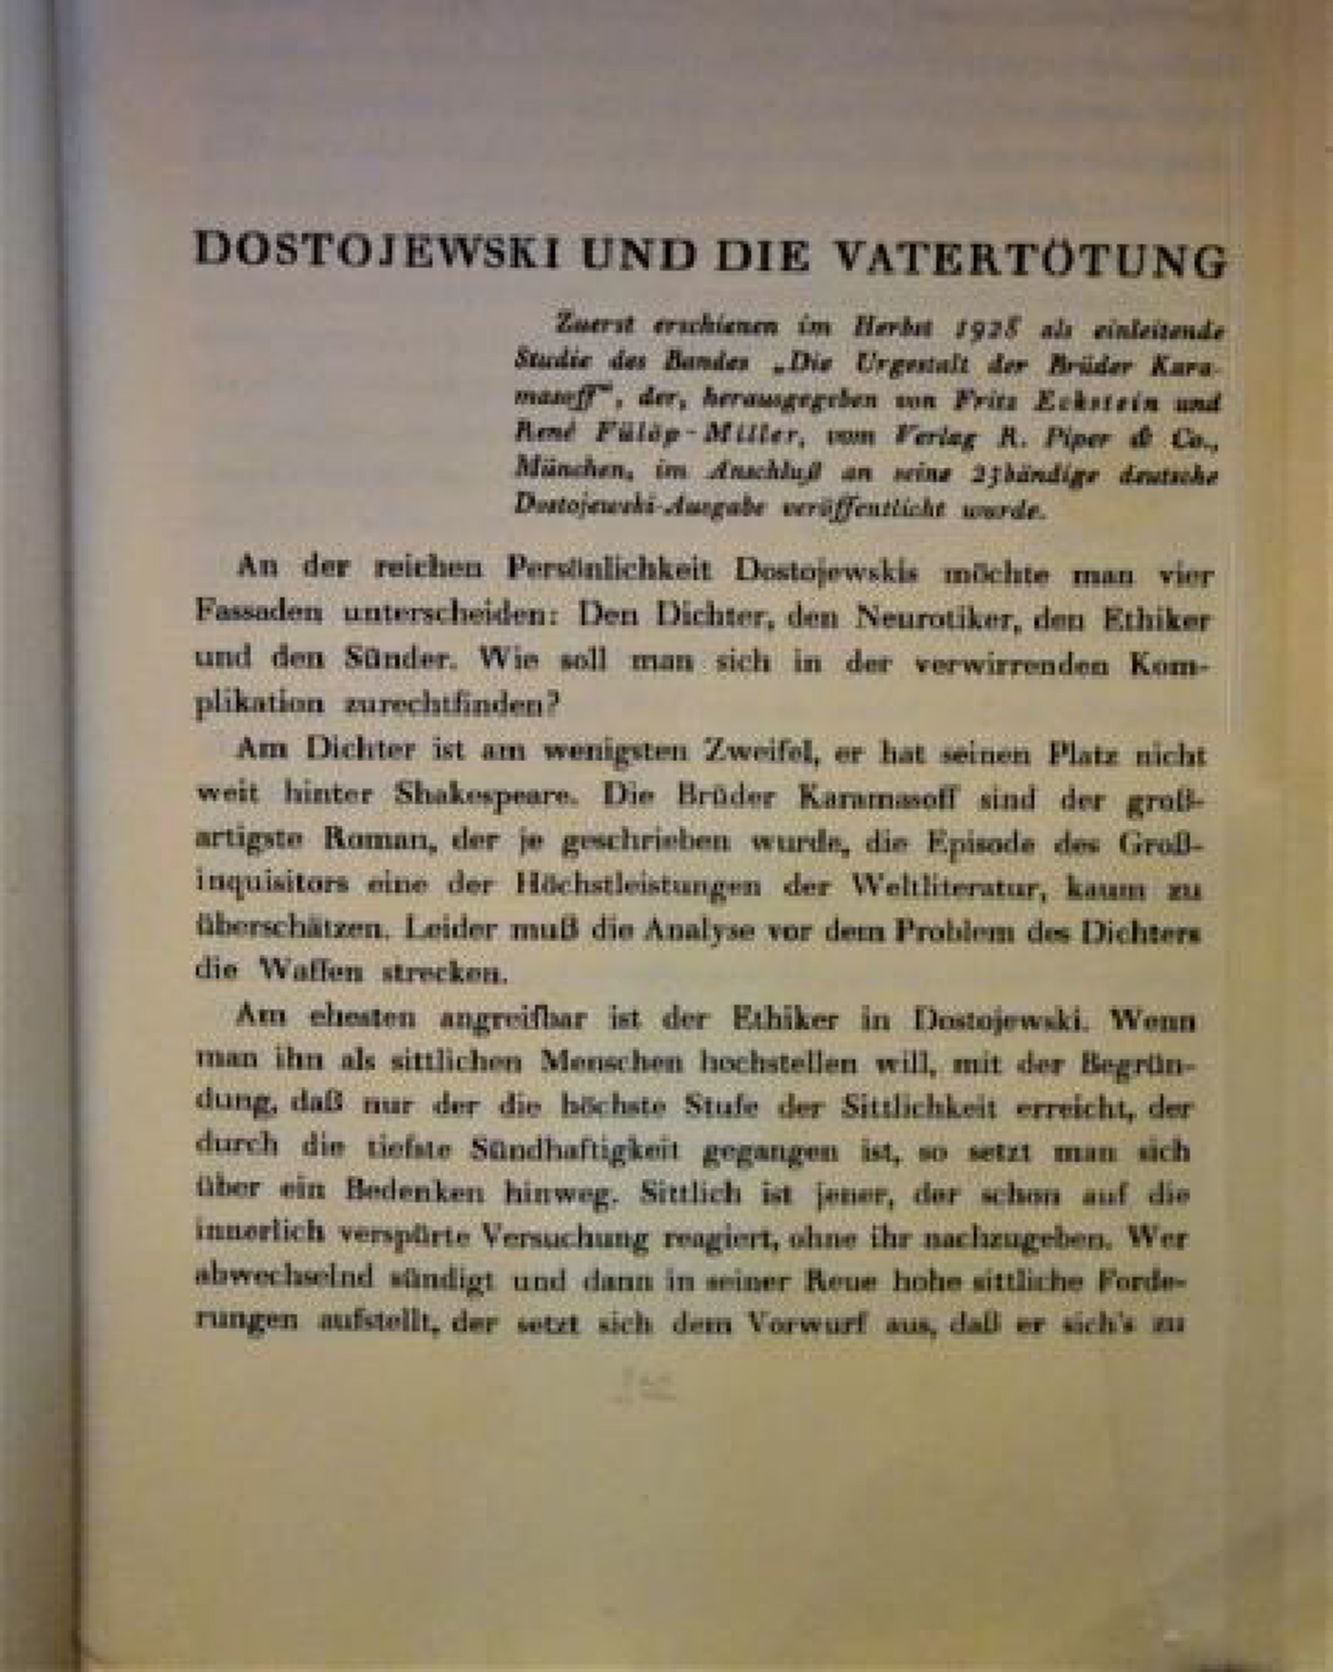 DOSTOJEWSKI UND DIE VATERTÖTUNG
Zuerst erschienen im Herbst 1928 als einleitende
Studie des Bandes „Die Urgestalt der Brüder Kara-
masoff“, der, herausgegeben von Fritz Eckstein und
René Fülöp-Miller, vom Verlag R. Piper & Co.,
München, im Anschluß an seine 23bändige deutsche
Dostojewski-Ausgabe veröffentlicht wurde.
An der reichen Persönlichkeit Dostojewskis möchte man vier
Fassaden unterscheiden: Den Dichter, den Neurotiker, den Ethiker
und den Sünder. Wie soll man sich in der verwirrenden Kom-
plikation zurechtfinden?
Am Dichter ist am wenigsten Zweifel, er hat seinen Platz nicht
weit hinter Shakespeare. Die Brüder Karamasoff sind der groß-
artigste Roman, der je geschrieben wurde, die Episode des Groß-
inquisitors eine der Höchstleistungen der Weltliteratur, kaum zu
überschätzen. Leider muß die Analyse vor dem Problem des Dichters
die Waffen strecken.
Am ehesten angreifbar ist der Ethiker in Dostojewski. Wenn
man ihn als sittlichen Menschen hochstellen will, mit der Begrün-
dung, daß nur der die höchste Stufe der Sittlichkeit erreicht, der
durch die tiefste Sündhaftigkeit gegangen ist, so setzt man sich
über ein Bedenken hinweg. Sittlich ist jener, der schon auf die
innerlich verspürte Versuchung reagiert, ohne ihr nachzugeben. Wer
abwechselnd sündigt und dann in seiner Reue hohe sittliche Forde-
rungen aufstellt, der setzt sich dem Vorwurf aus, daß er sich's zu